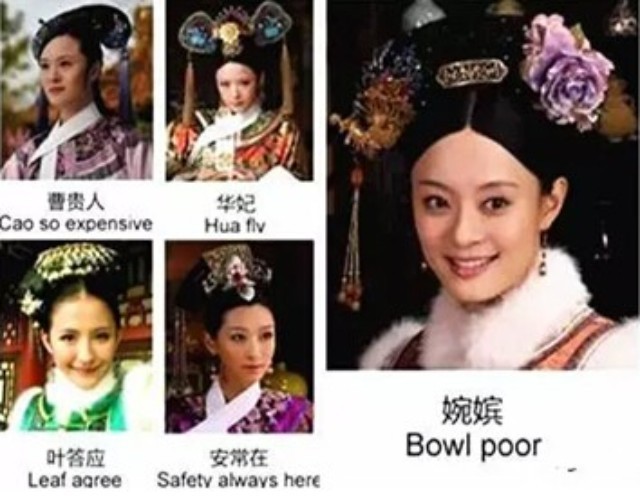 曹贵人
Cao so expensive
华妃
Hua fly
叶答应
Leaf agree
安常在
Safety always here
婉嫔
Bowl poor